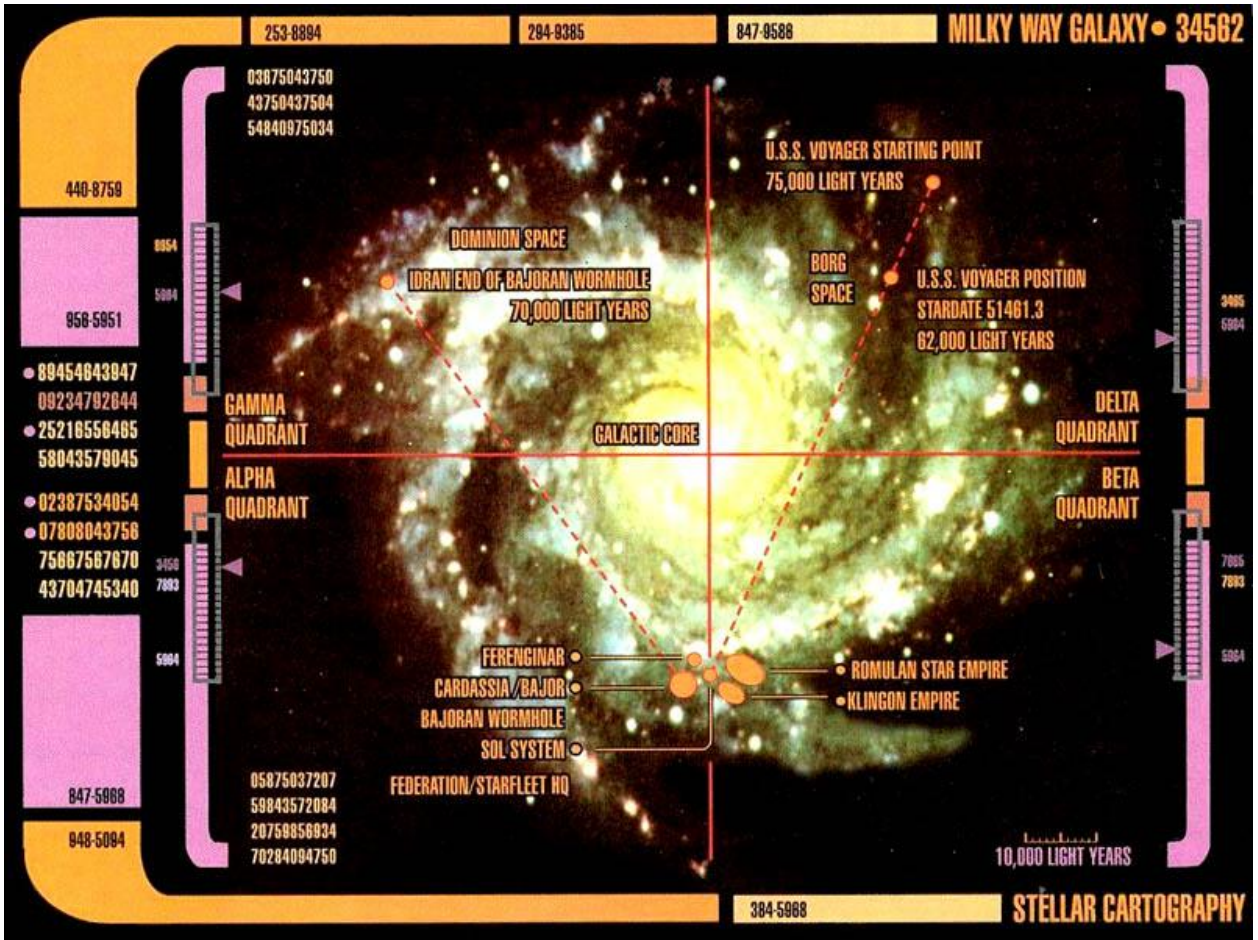 253-8894
294-9385
847-9586
MILKY WAY GALAXY • 34562
03875043750
43750437504
54840975034
440-8759
U.S.S. VOYAGER STARTING POINT
75,000 LIGHT YEARS
DOMINION SPACE
IDRAN END OF BAJORAN WORMHOLE
70,000 LIGHT YEARS
BORG
SPACE
U.S.S. VOYAGER POSITION
STARDATE 51461.3
62,000 LIGHT YEARS
8954
5984
3465
5984
956-5951
89454643847
09234792644
25216556465
58043579045
02387534054
07808043756
75667567670
43704745340
GAMMA
QUADRANT
GALACTIC CORE
DELTA
QUADRANT
ALPHA
QUADRANT
BETA
QUADRANT
3456
7893
5964
7865
7893
5964
FERENGINAR
CARDASSIA / BAJOR
BAJORAN WORMHOLE
SOL SYSTEM
FEDERATION/STARFLEET HQ
ROMULAN STAR EMPIRE
KLINGON EMPIRE
05875037207
59843572084
20759856934
70284094750
847-5968
948-5094
10,000 LIGHT YEARS
384-5968
STELLAR CARTOGRAPHY